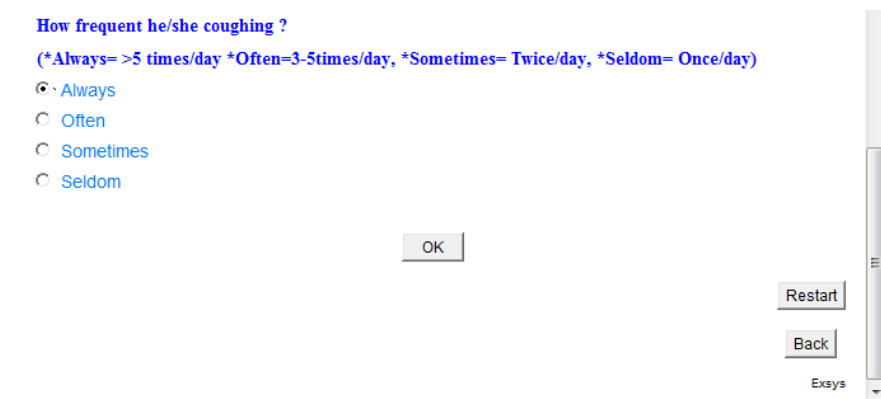 How frequent he/she coughing ?
(*Always= >5 times/day *Often=3-5times/day, *Sometimes= Twice/day, *Seldom= Once/day)
Always
Often
Sometimes
Seldom
OK
Restart
Back
Exsys